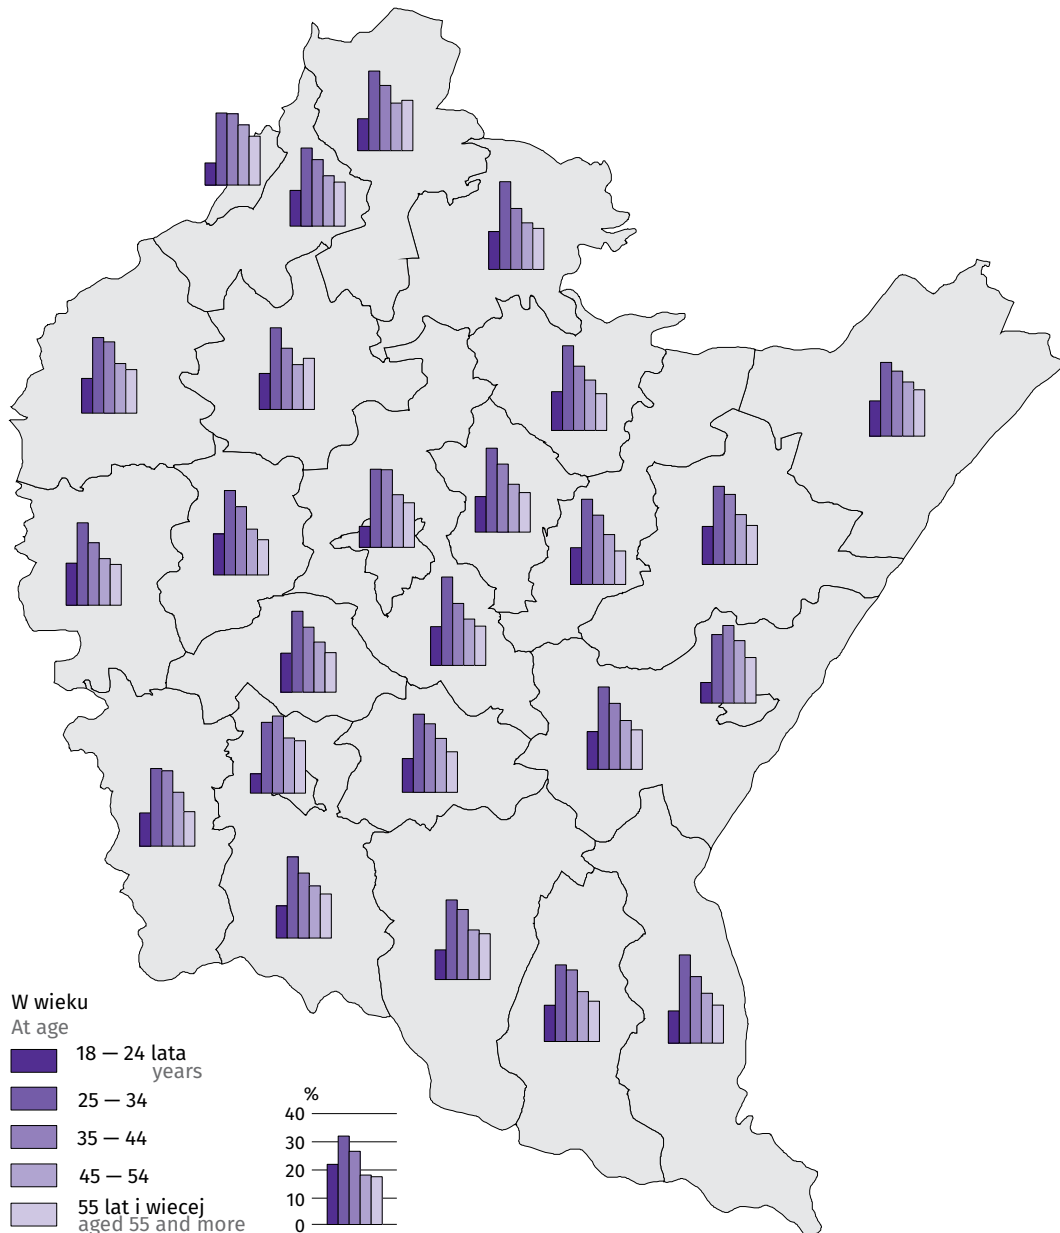 W wieku
At age
18 — 24 lata
years
25 — 34
35 — 44
45 — 54
55 lat i wiecej
aged 55 and more
%
40
30
20
10
0